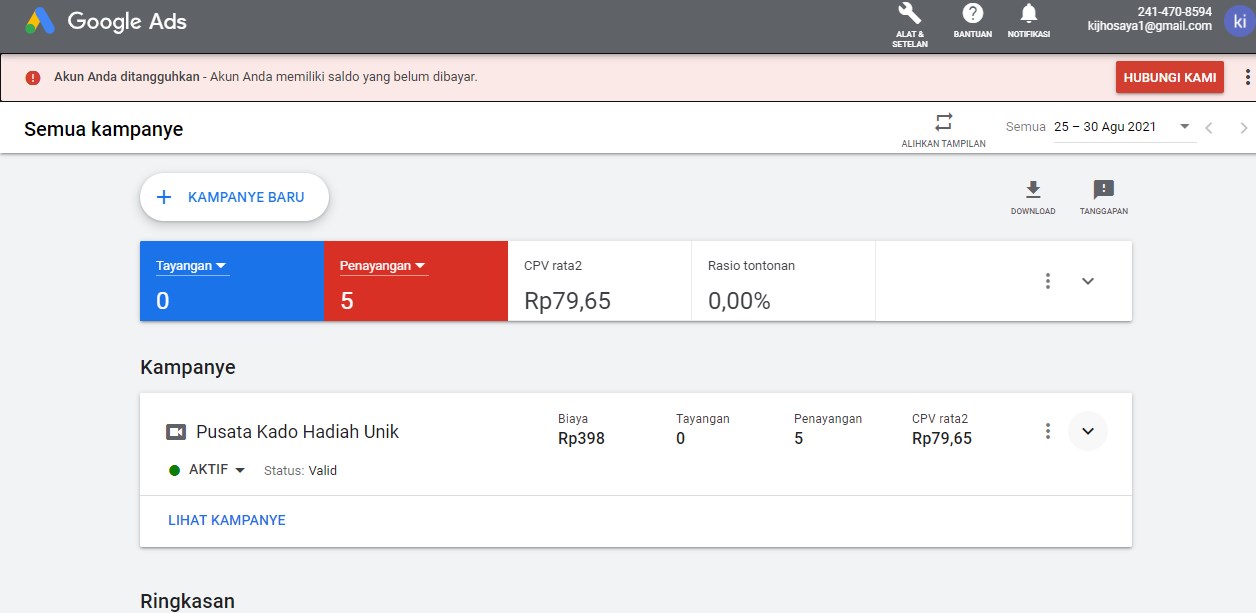 Google Ads
ALAT & SETELAN
BANTUAN
NOTIFIKASI
241-470-8594
kijhosaya1@gmail.com
ki
Akun Anda ditangguhkan - Akun Anda memiliki saldo yang belum dibayar.
HUBUNGI KAMI
Semua kampanye
ALIHKAN TAMPILAN
Semua 25 – 30 Agu 2021
KAMPANYE BARU
DOWNLOAD
TANGGAPAN
Tayangan
0
Penayangan
5
CPV rata2
Rp79,65
Rasio tontonan
0,00%
Kampanye
Pusata Kado Hadiah Unik
AKTIF
Status: Valid
Biaya
Rp398
Tayangan
0
Penayangan
5
CPV rata2
Rp79,65
LIHAT KAMPANYE
Ringkasan